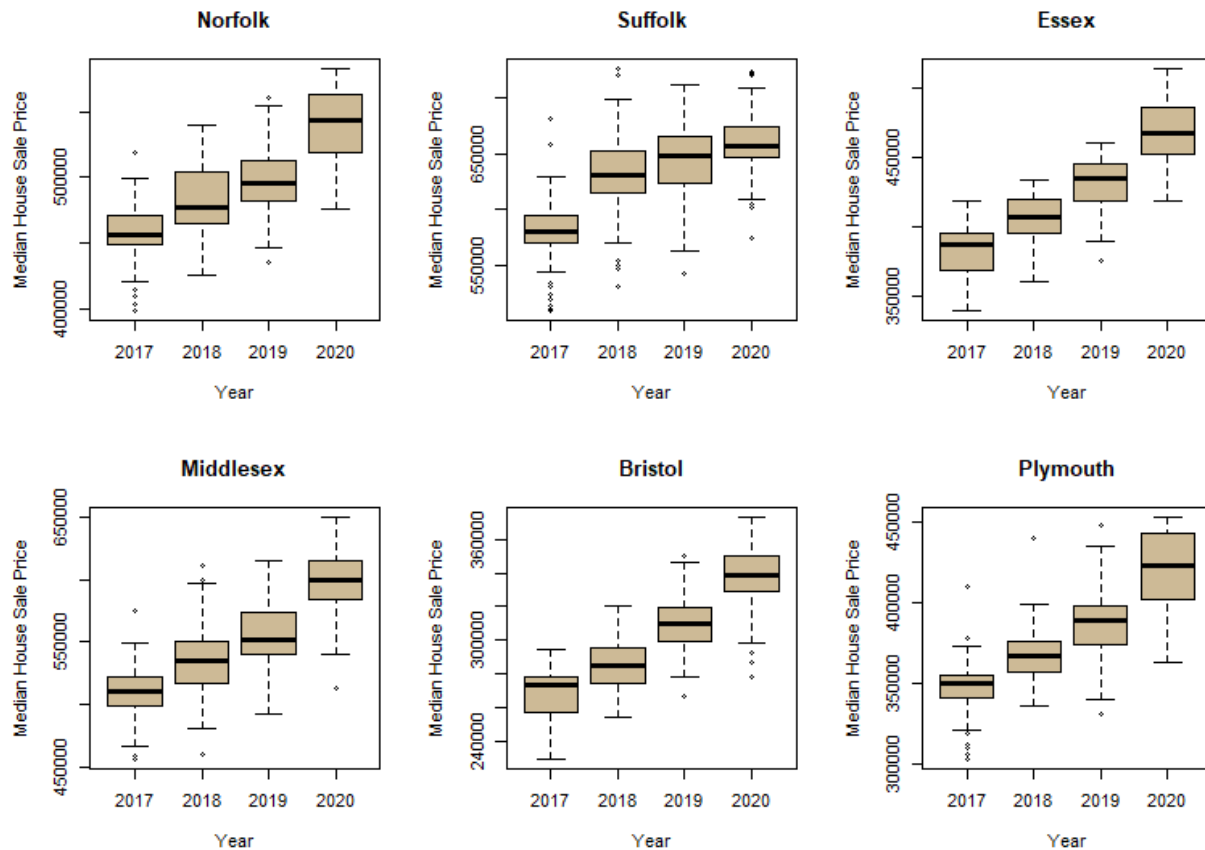 Norfolk
Median House Sale Price
400000 500000
2017 2018 2019 2020
Year
Suffolk
Median House Sale Price
550000 650000
2017 2018 2019 2020
Year
Essex
Median House Sale Price
350000 450000
2017 2018 2019 2020
Year
Middlesex
Median House Sale Price
450000 550000 650000
2017 2018 2019 2020
Year
Bristol
Median House Sale Price
240000 300000 360000
2017 2018 2019 2020
Year
Plymouth
Median House Sale Price
300000 350000 400000 450000
2017 2018 2019 2020
Year